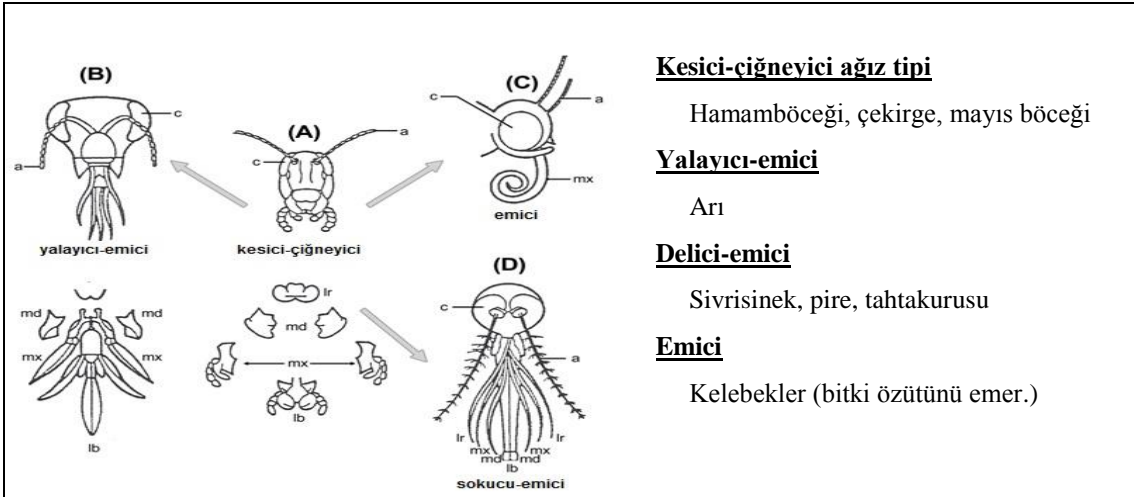 (B)
c
a
yalayıcı-emici
(A)
a
c
kesici-çiğneyici
(C)
c
a
mx
emici
md
md
mx
mx
lb
lr
md
mx
lb
(D)
c
a
lr
mx
md
lb
md
mx
lr
sokucu-emici
Kesici-çiğneyici ağız tipi
Hamamböceği, çekirge, mayıs böceği
Yalayıcı-emici
Arı
Delici-emici
Sivrisinek, pire, tahtakurusu
Emici
Kelebekler (bitki özütünü emer.)